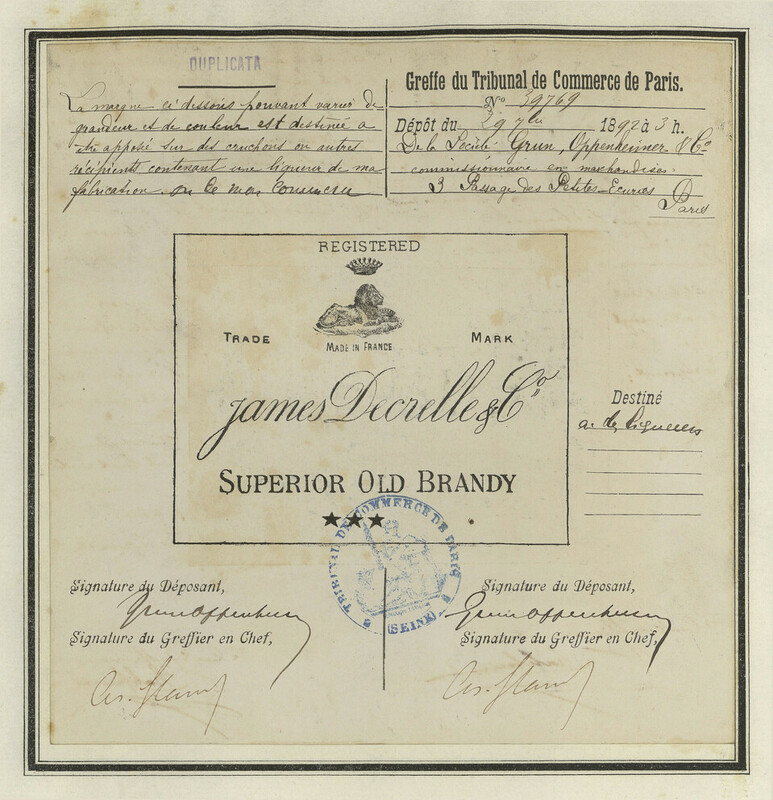 DUPLICATA
La marque ci dessous pouvant varier de
grandeur et de couleur est destinée a
être apposée sur des cruchons ou autres
récipients contenant une liqueur de ma
fabrication ou de mon commerce
Greffe du Tribunal de Commerce de Paris.
No 39769
Dépôt du 29 7bre 1892 à 3 h.
De la Société Grun, Oppenheimer & Co
commissionnaire en marchandises
3 Passage des Petites-Ecuries
Paris
REGISTERED
TRADE MARK
MADE IN FRANCE
James Decrelle & Co
SUPERIOR OLD BRANDY
Destiné
a. des liqueurs
TRIBUNAL DE COMMERCE DE PARIS
(SEINE)
Signature du Déposant,
Signature du Déposant,
Grun Oppenheimer
Grun Oppenheimer
Signature du Greffier en Chef,
Signature du Greffier en Chef,